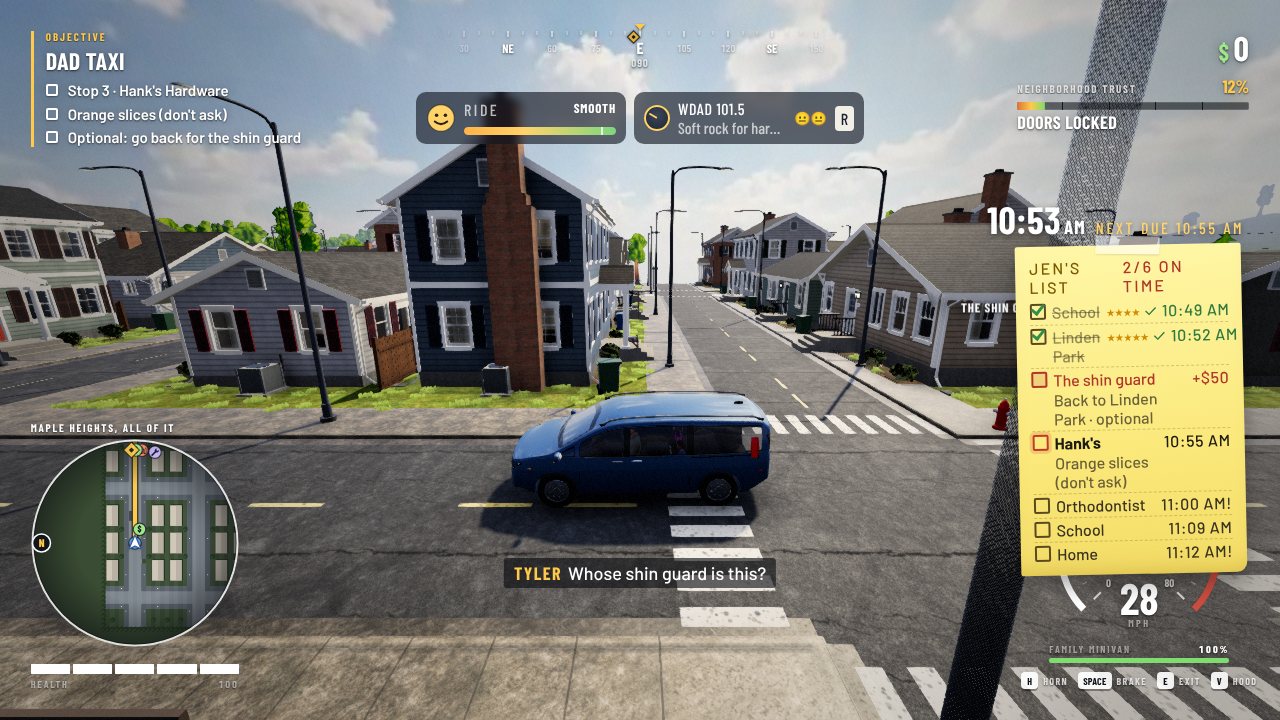 OBJECTIVE
DAD TAXI
Stop 3 · Hank's Hardware
Orange slices (don't ask)
Optional: go back for the shin guard
30 NE 60 75 E 105 120 SE 150
090
RIDE SMOOTH
WDAD 101.5
Soft rock for har...
R
$0
NEIGHBORHOOD TRUST 12%
DOORS LOCKED
10:53 AM NEXT DUE 10:55 AM
JEN'S LIST
2/6 ON TIME
School ★★★★ ✓ 10:49 AM
Linden Park ★★★★★ ✓ 10:52 AM
The shin guard +$50
Back to Linden
Park · optional
Hank's 10:55 AM
Orange slices
(don't ask)
Orthodontist 11:00 AM!
School 11:09 AM
Home 11:12 AM!
THE SHIN
MAPLE HEIGHTS, ALL OF IT
N
$
TYLER Whose shin guard is this?
0 80
28
MPH
HEALTH 100
FAMILY MINIVAN 100%
H HORN SPACE BRAKE E EXIT V HOOD